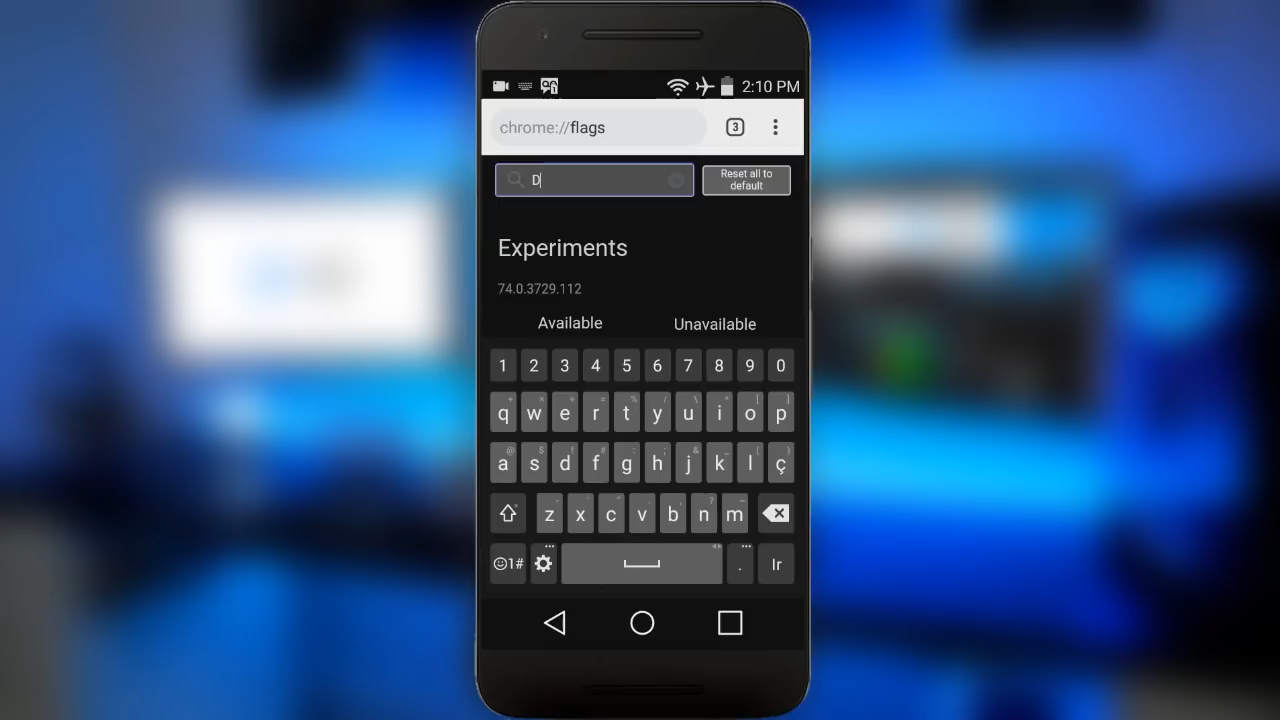 2:10 PM
chrome://flags
3
D
Reset all to
default
Experiments
74.0.3729.112
Available
Unavailable
1 2 3 4 5 6 7 8 9 0
q w e r t y u i o p
a s d f g h j k l ç
z x c v b n m
1# . Ir